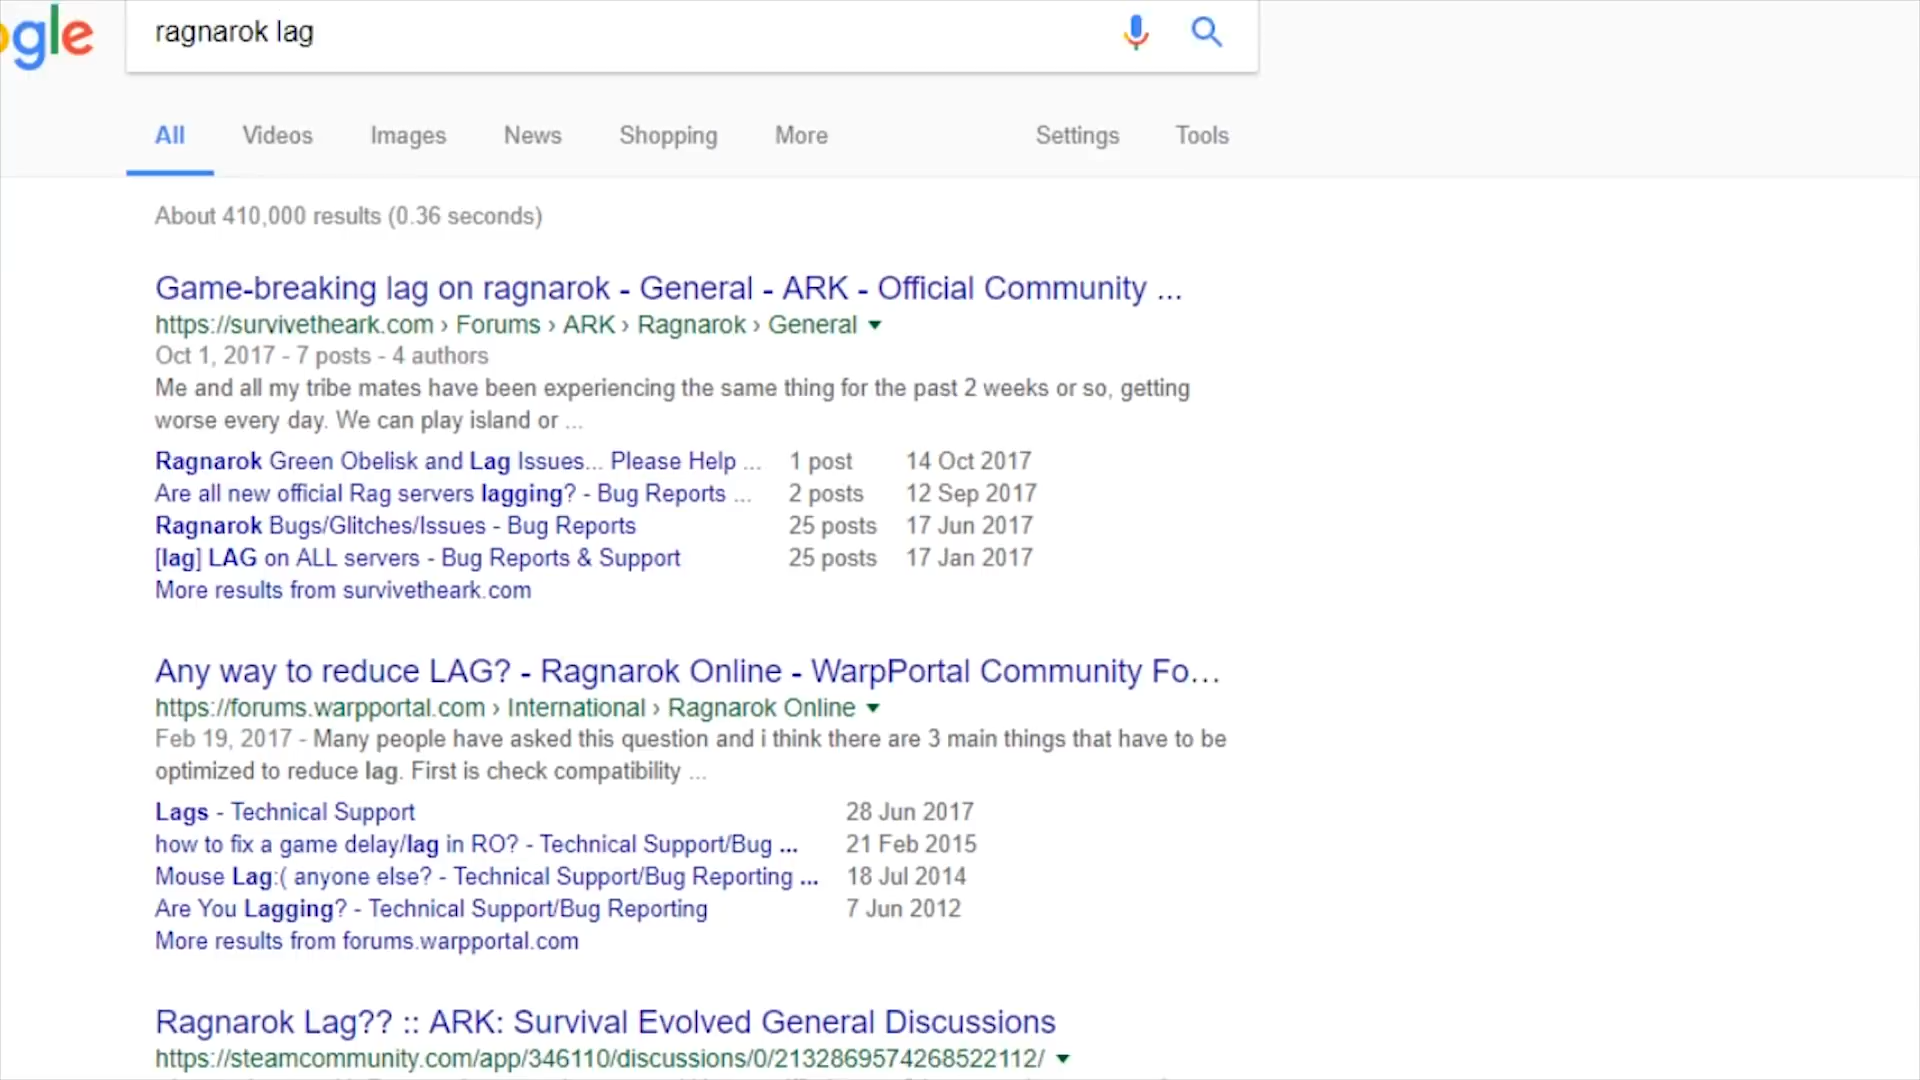 ogle
ragnarok lag
All Videos Images News Shopping More Settings Tools
About 410,000 results (0.36 seconds)
Game-breaking lag on ragnarok - General - ARK - Official Community ...
https://survivetheark.com › Forums › ARK › Ragnarok › General
Oct 1, 2017 - 7 posts - 4 authors
Me and all my tribe mates have been experiencing the same thing for the past 2 weeks or so, getting
worse every day. We can play island or ...
Ragnarok Green Obelisk and Lag Issues... Please Help ... 1 post 14 Oct 2017
Are all new official Rag servers lagging? - Bug Reports ... 2 posts 12 Sep 2017
Ragnarok Bugs/Glitches/Issues - Bug Reports 25 posts 17 Jun 2017
[lag] LAG on ALL servers - Bug Reports & Support 25 posts 17 Jan 2017
More results from survivetheark.com
Any way to reduce LAG? - Ragnarok Online - WarpPortal Community Fo...
https://forums.warpportal.com › International › Ragnarok Online
Feb 19, 2017 - Many people have asked this question and i think there are 3 main things that have to be
optimized to reduce lag. First is check compatibility ...
Lags - Technical Support 28 Jun 2017
how to fix a game delay/lag in RO? - Technical Support/Bug ... 21 Feb 2015
Mouse Lag:( anyone else? - Technical Support/Bug Reporting ... 18 Jul 2014
Are You Lagging? - Technical Support/Bug Reporting 7 Jun 2012
More results from forums.warpportal.com
Ragnarok Lag?? :: ARK: Survival Evolved General Discussions
https://steamcommunity.com/app/346110/discussions/0/2132869574268522112/